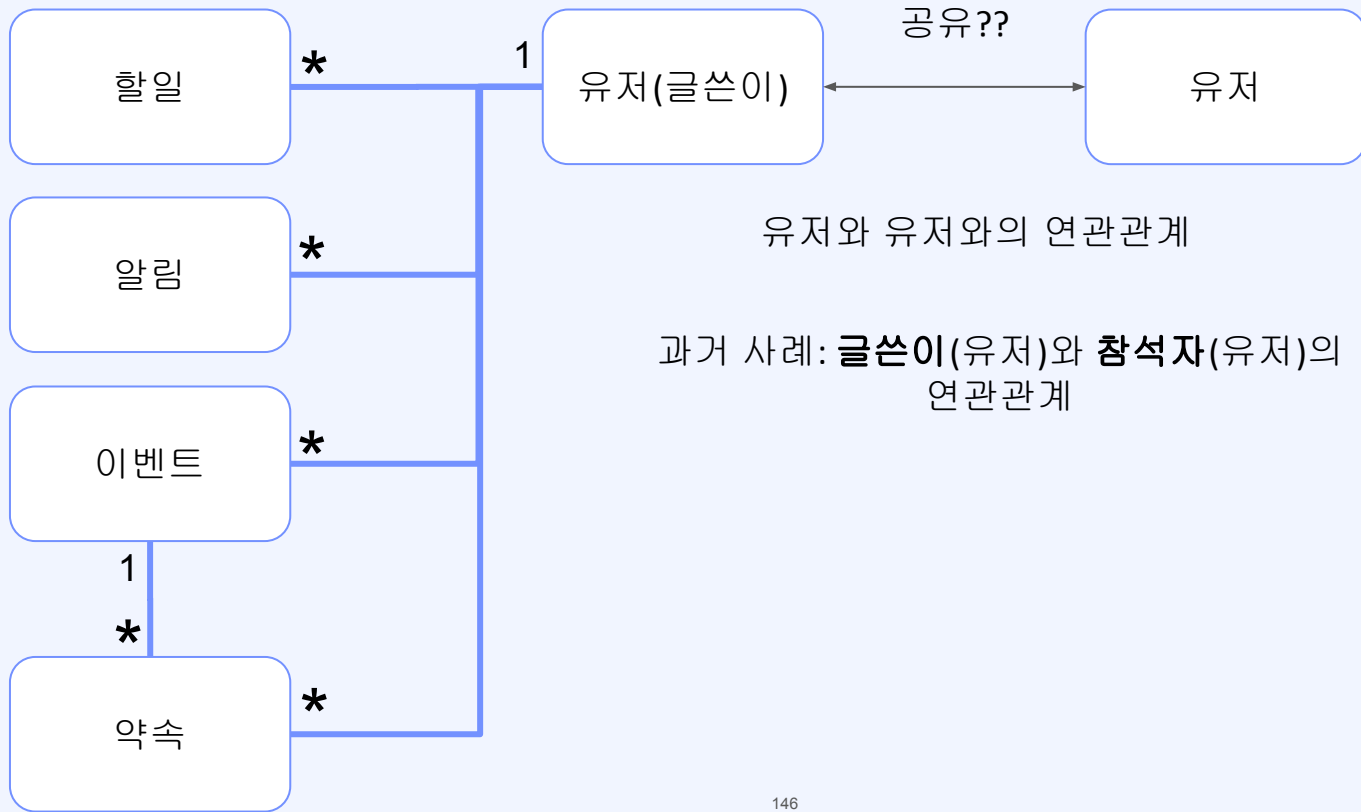 공유??
할일
*
1
유저(글쓴이)
유저
알림
*
유저와 유저와의 연관관계
과거 사례: 글쓴이(유저)와 참석자(유저)의
연관관계
이벤트
*
1
*
약속
*
146